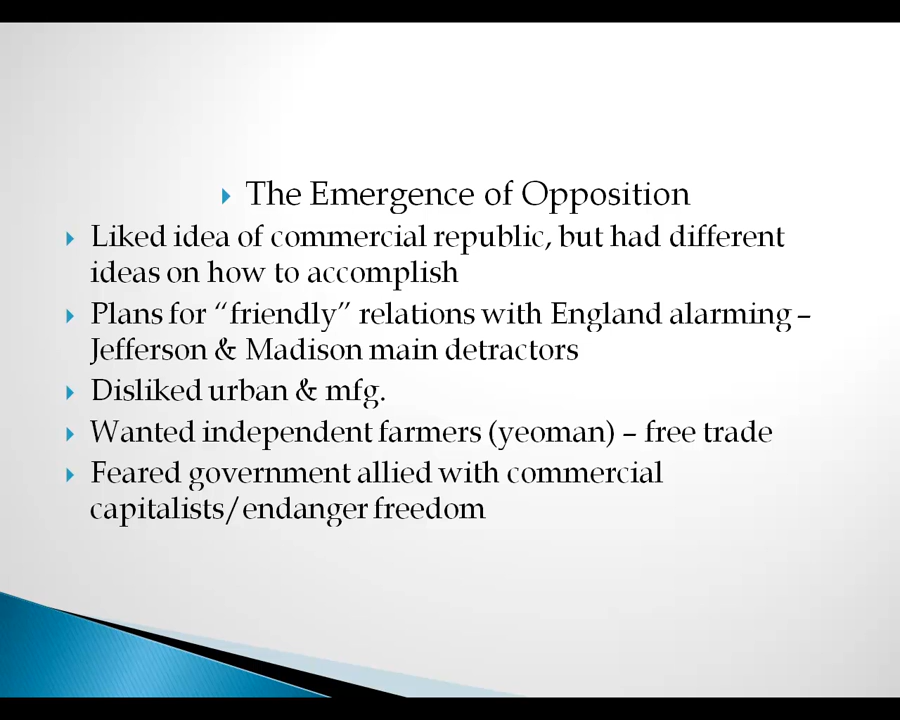 The Emergence of Opposition
Liked idea of commercial republic, but had different
ideas on how to accomplish
Plans for “friendly” relations with England alarming –
Jefferson & Madison main detractors
Disliked urban & mfg.
Wanted independent farmers (yeoman) – free trade
Feared government allied with commercial
capitalists/endanger freedom